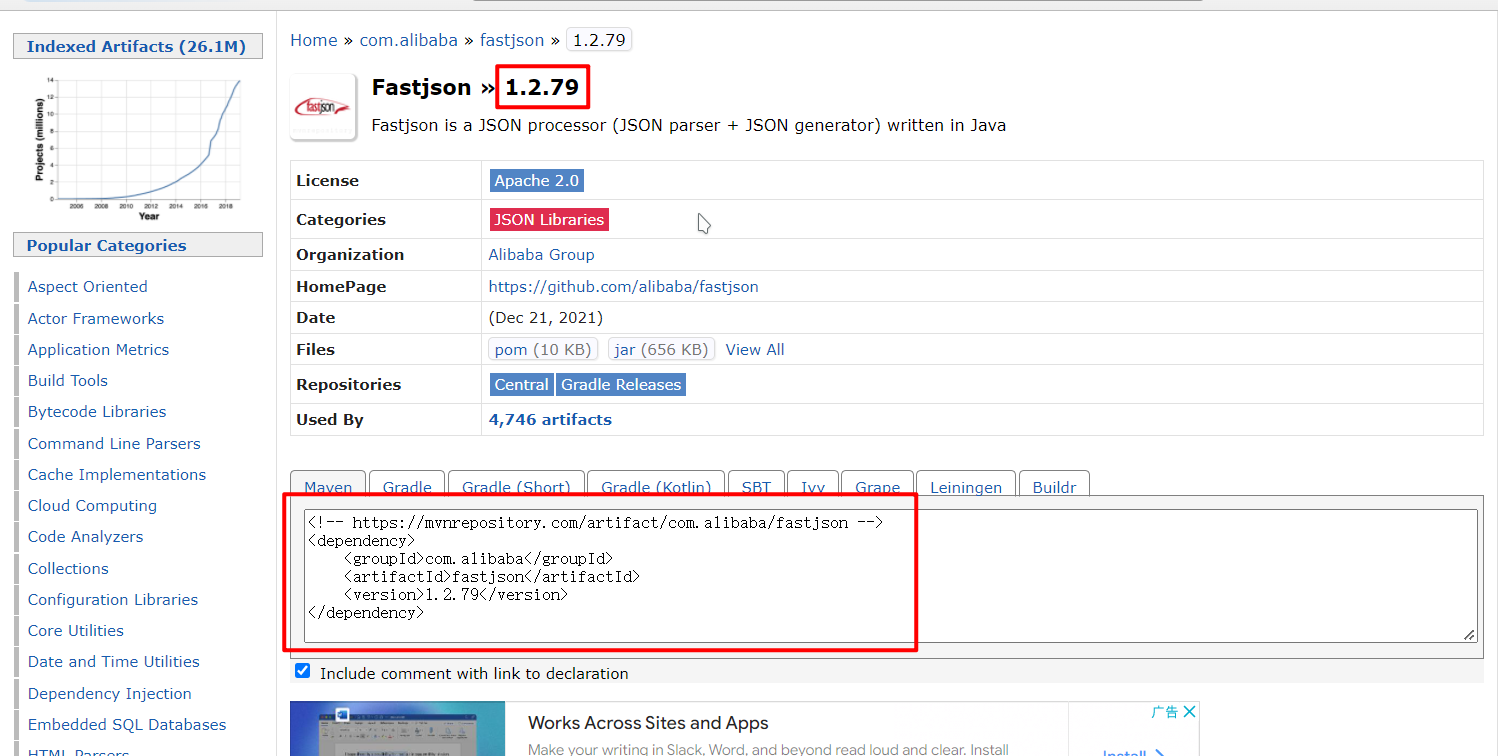 Indexed Artifacts (26.1M)
Projects (millions)
14
12
10
8
6
4
2
0
2006 2008 2010 2012 2014 2016 2018
Year
Popular Categories
Aspect Oriented
Actor Frameworks
Application Metrics
Build Tools
Bytecode Libraries
Command Line Parsers
Cache Implementations
Cloud Computing
Code Analyzers
Collections
Configuration Libraries
Core Utilities
Date and Time Utilities
Dependency Injection
Embedded SQL Databases
HTML Parsers
Home » com.alibaba » fastjson » 1.2.79
fastjson
Fastjson » 1.2.79
Fastjson is a JSON processor (JSON parser + JSON generator) written in Java
License Apache 2.0
Categories JSON Libraries
Organization Alibaba Group
HomePage https://github.com/alibaba/fastjson
Date (Dec 21, 2021)
Files pom (10 KB) jar (656 KB) View All
Repositories Central Gradle Releases
Used By 4,746 artifacts
Maven Gradle Gradle (Short) Gradle (Kotlin) SBT Ivy Grape Leiningen Buildr
<!-- https://mvnrepository.com/artifact/com.alibaba/fastjson -->
<dependency>
    <groupId>com.alibaba</groupId>
    <artifactId>fastjson</artifactId>
    <version>1.2.79</version>
</dependency>
Include comment with link to declaration
Works Across Sites and Apps
广告
Make your writing in Slack, Word, and beyond read loud and clear. Install
Install